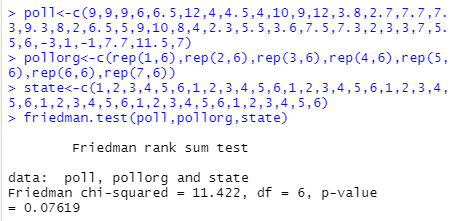 > poll<-c(9,9,9,6,6.5,12,4,4.5,4,10,9,12,3.8,2.7,7.7,7.
3,9.3,8,2,6.5,5,9,10,8,4,2.3,5.5,3.6,7.5,7.3,2,3,3,7,5.
5,6,-3,1,-1,7.7,11.5,7)
> pollorg<-c(rep(1,6),rep(2,6),rep(3,6),rep(4,6),rep(5,
6),rep(6,6),rep(7,6))
> state<-c(1,2,3,4,5,6,1,2,3,4,5,6,1,2,3,4,5,6,1,2,3,4,
5,6,1,2,3,4,5,6,1,2,3,4,5,6,1,2,3,4,5,6)
> friedman.test(poll,pollorg,state)
Friedman rank sum test
data:  poll, pollorg and state
Friedman chi-squared = 11.422, df = 6, p-value
= 0.07619